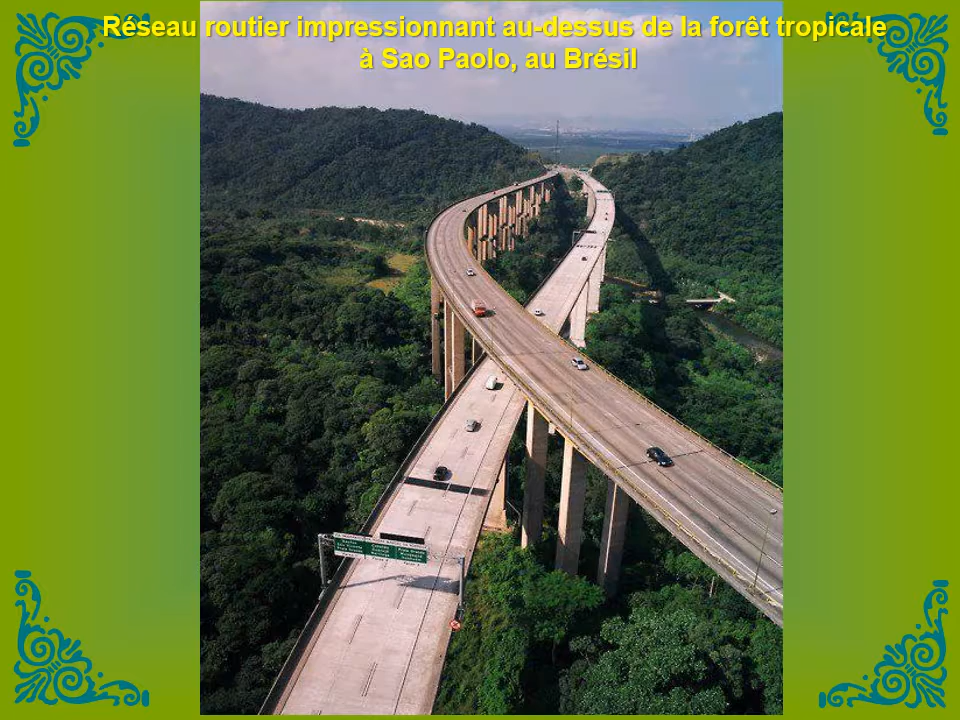 Réseau routier impressionnant au-dessus de la forêt tropicale
à Sao Paolo, au Brésil